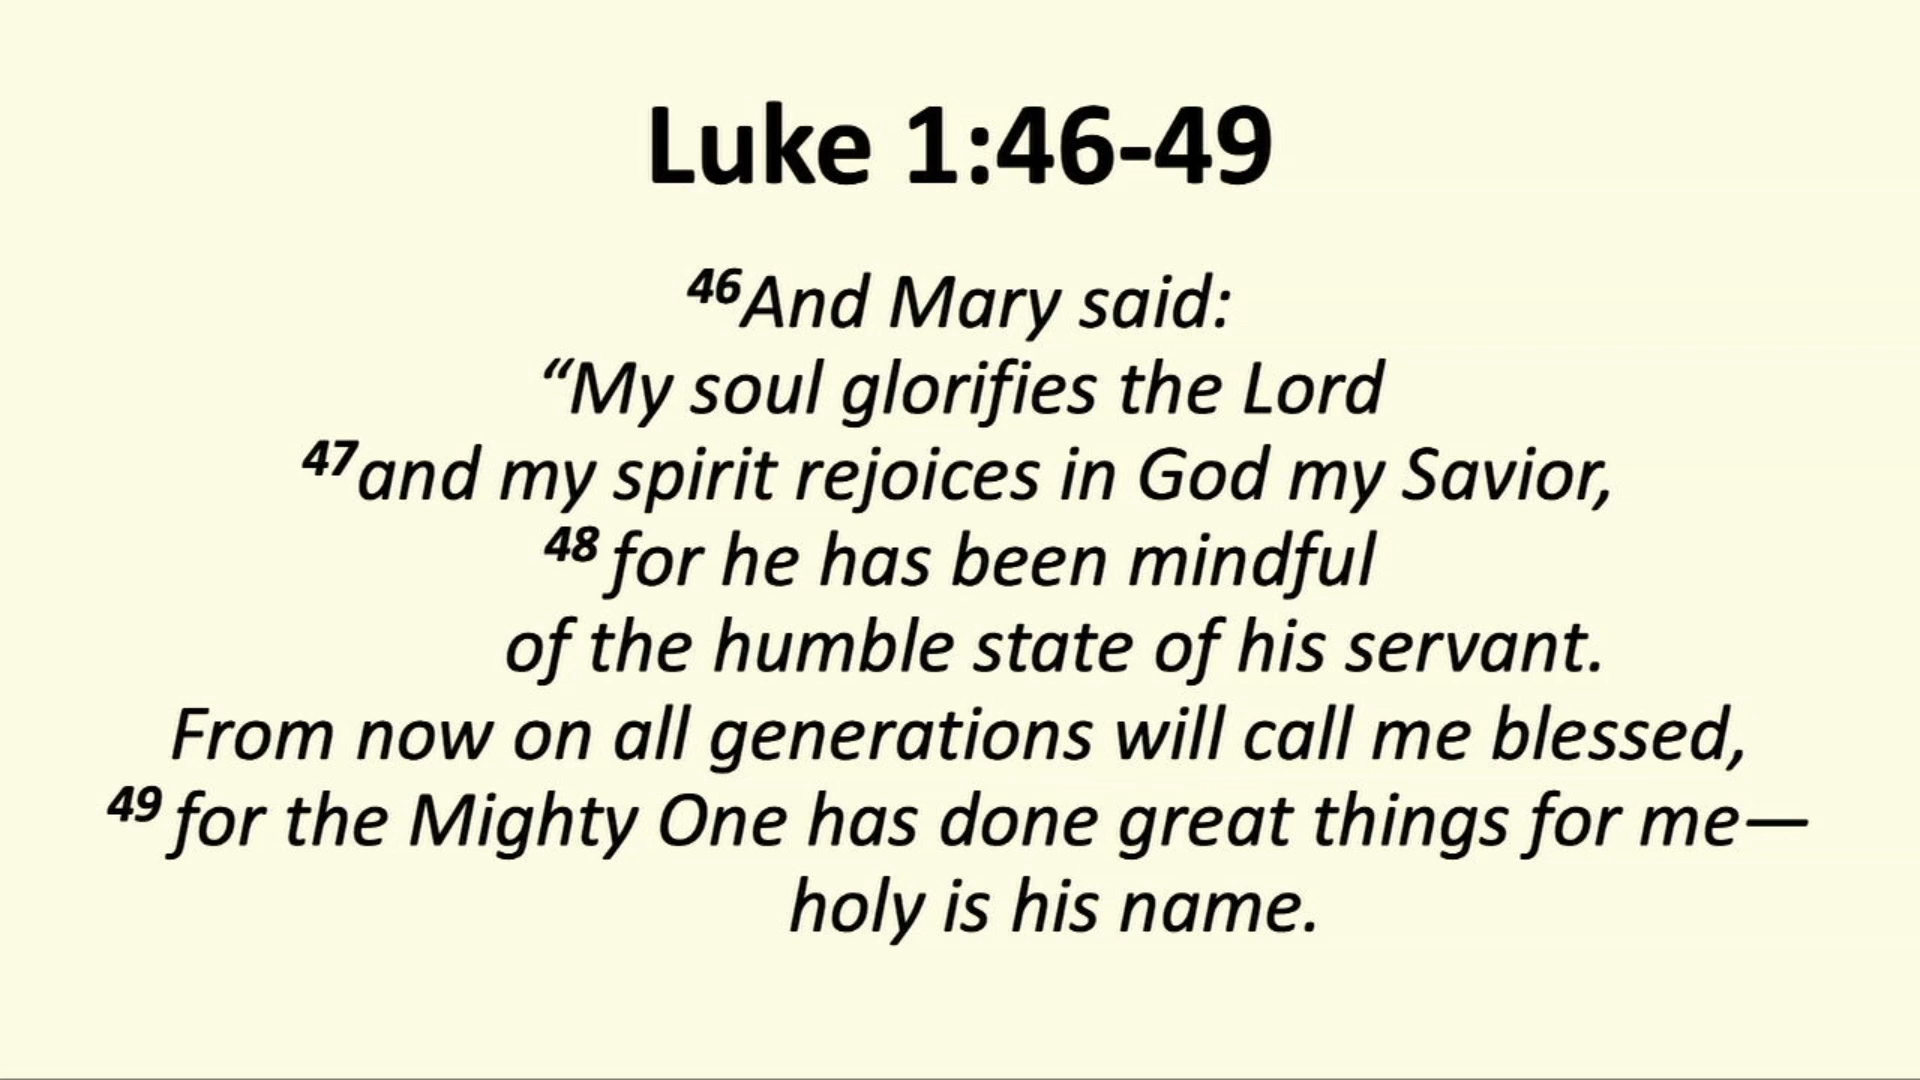 Luke 1:46-49
46And Mary said:
“My soul glorifies the Lord
47and my spirit rejoices in God my Savior,
48 for he has been mindful
of the humble state of his servant.
From now on all generations will call me blessed,
49 for the Mighty One has done great things for me—
holy is his name.